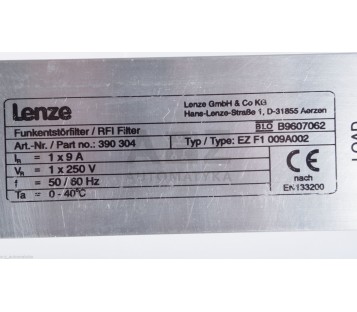 Lenze
Lenze GmbH & Co KG
Hans-Lenze-Straße 1, D-31855 Aerzen
Funkentstörfilter / RFI Filter
BLO B9607062
Art.-Nr. / Part no.: 390 304
Typ / Type: EZ F1 009A002
In = 1 x 9 A
Vn = 1 x 250 V
f = 50 / 60 Hz
Ta = 0 - 40°C
CE
nach
EN133200
LOAD